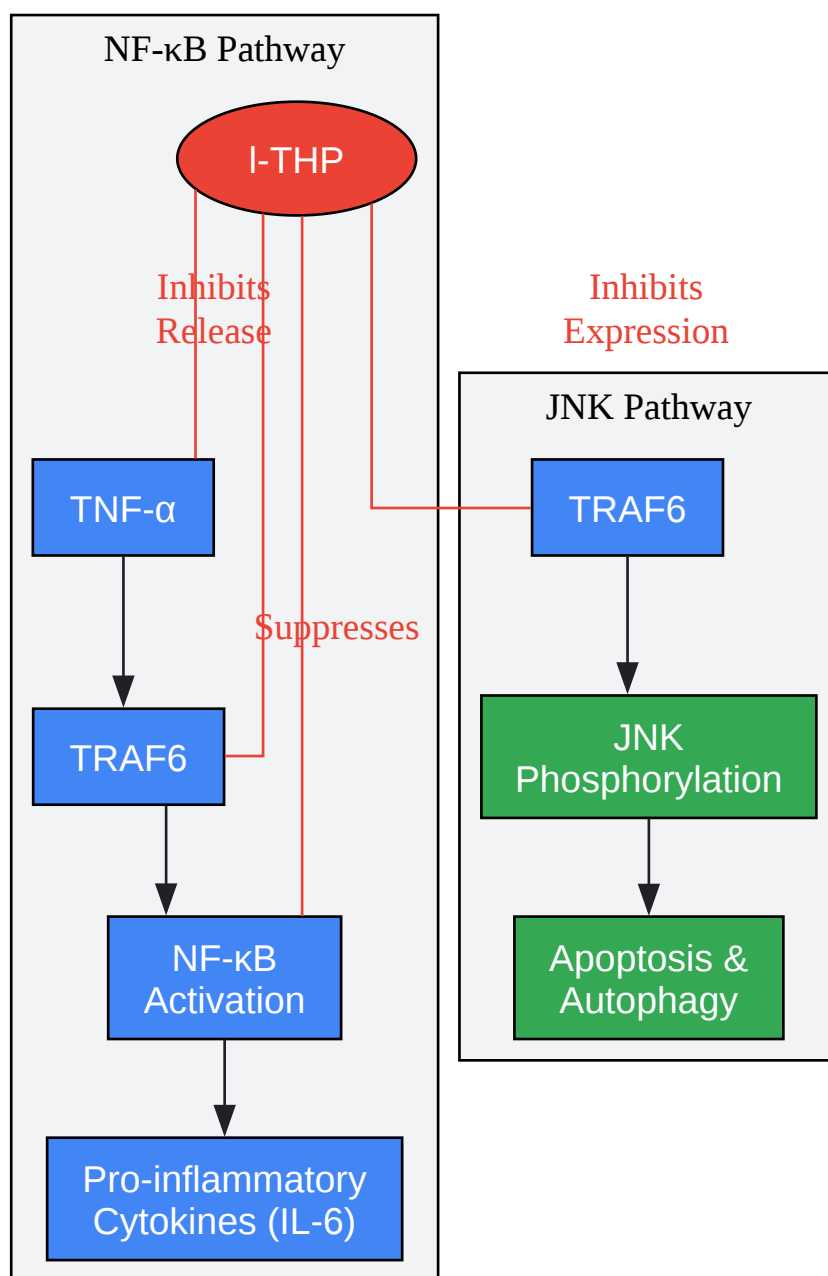 NF-κB Pathway
l-THP
Inhibits
Release
Inhibits
Expression
JNK Pathway
TNF-α
TRAF6
Suppresses
TRAF6
JNK
Phosphorylation
NF-κB
Activation
Apoptosis &
Autophagy
Pro-inflammatory
Cytokines (IL-6)